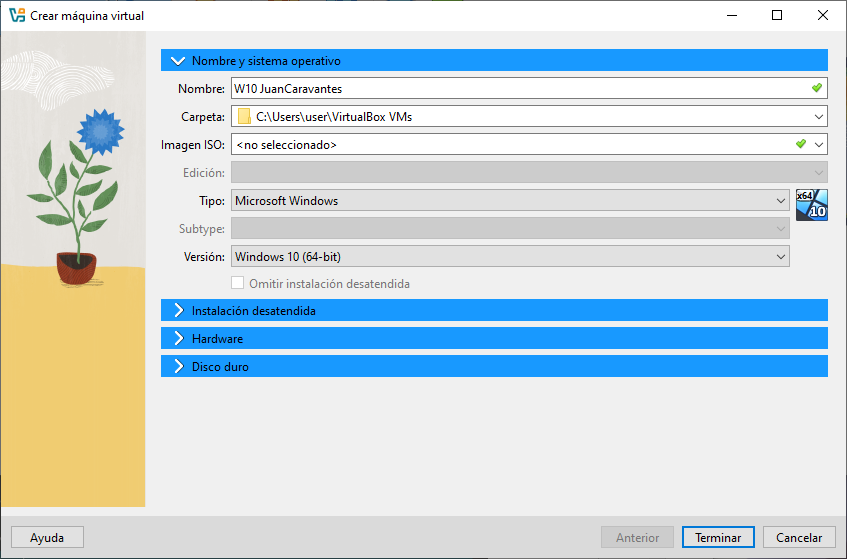 Crear máquina virtual
Nombre y sistema operativo
Nombre: W10 JuanCaravantes
Carpeta: C:\Users\user\VirtualBox VMs
Imagen ISO: <no seleccionado>
Edición:
Tipo: Microsoft Windows
x64
10
Subtype:
Versión: Windows 10 (64-bit)
Omitir instalación desatendida
Instalación desatendida
Hardware
Disco duro
Ayuda Anterior Terminar Cancelar